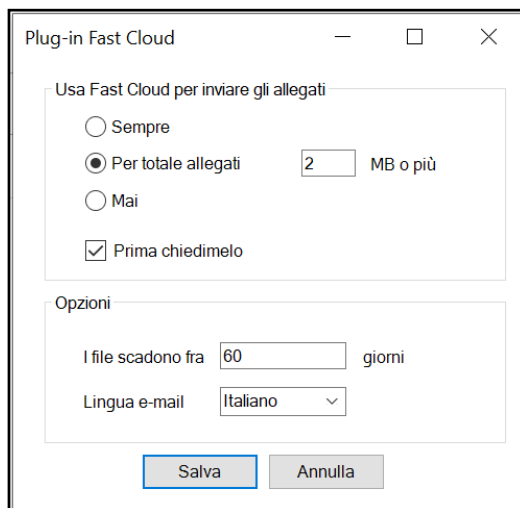 Plug-in Fast Cloud
Usa Fast Cloud per inviare gli allegati
Sempre
Per totale allegati 2 MB o più
Mai
Prima chiedimelo
Opzioni
I file scadono fra 60 giorni
Lingua e-mail Italiano
Salva Annulla